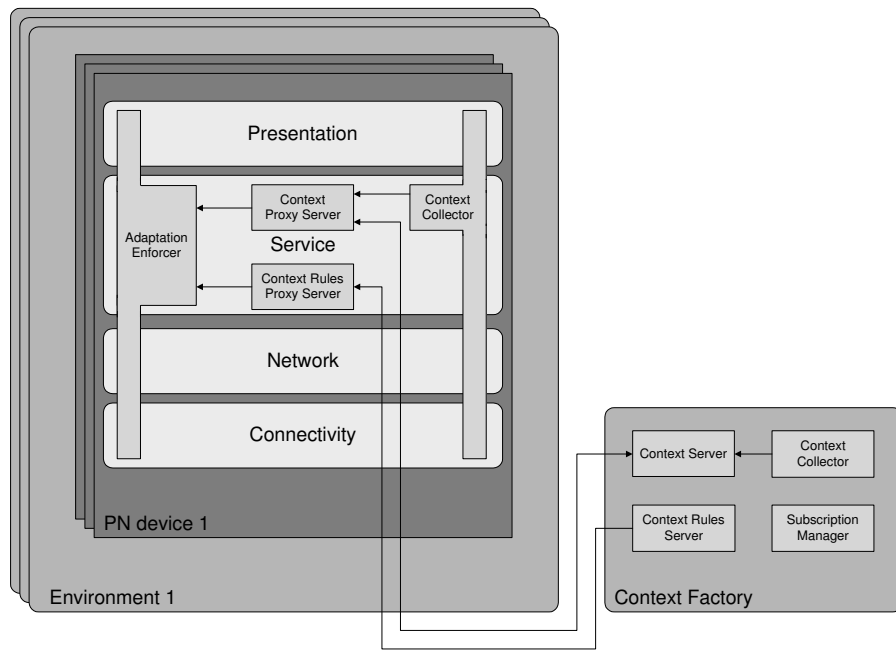 Presentation
Context
Proxy Server
Context
Collector
Adaptation
Enforcer
Service
Context Rules
Proxy Server
Network
Connectivity
PN device 1
Environment 1
Context Server
Context
Collector
Context Rules
Server
Subscription
Manager
Context Factory